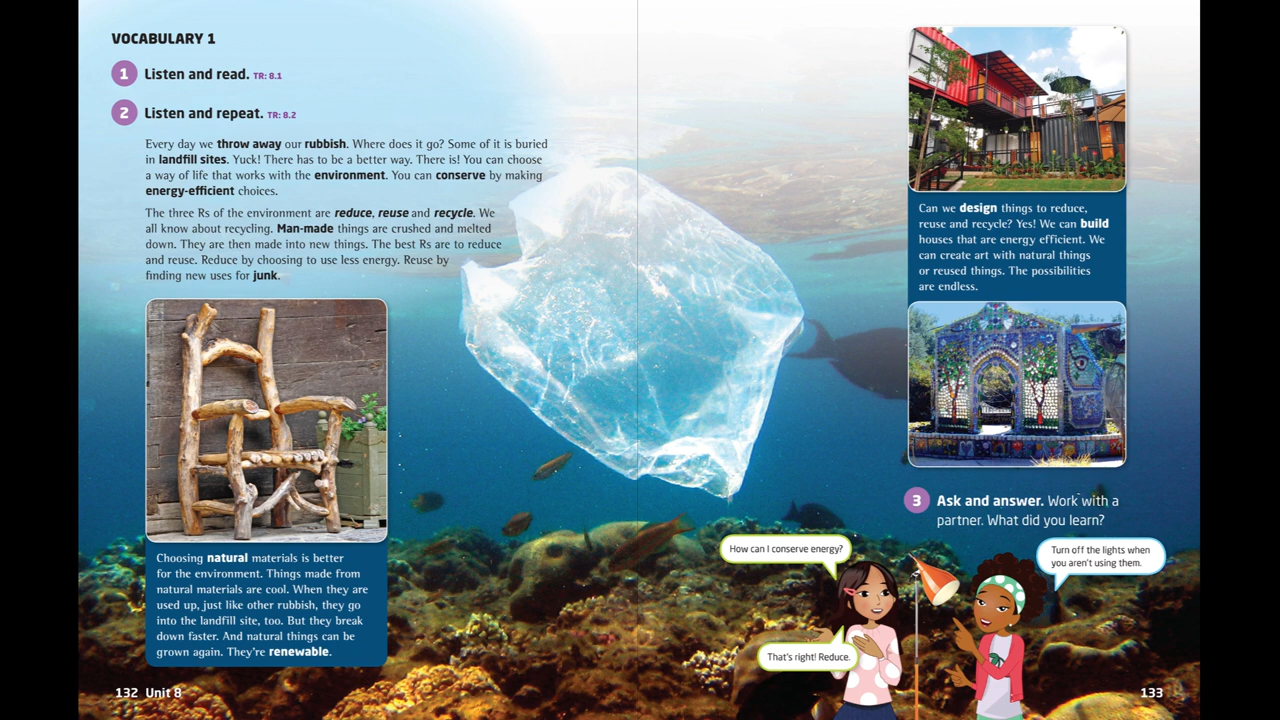 VOCABULARY 1
1 Listen and read. TR: 8.1
2 Listen and repeat. TR: 8.2
Every day we throw away our rubbish. Where does it go? Some of it is buried
in landfill sites. Yuck! There has to be a better way. There is! You can choose
a way of life that works with the environment. You can conserve by making
energy-efficient choices.
The three Rs of the environment are reduce, reuse and recycle. We
all know about recycling. Man-made things are crushed and melted
down. They are then made into new things. The best Rs are to reduce
and reuse. Reduce by choosing to use less energy. Reuse by
finding new uses for junk.
Choosing natural materials is better
for the environment. Things made from
natural materials are cool. When they are
used up, just like other rubbish, they go
into the landfill site, too. But they break
down faster. And natural things can be
grown again. They're renewable.
132 Unit 8
Can we design things to reduce,
reuse and recycle? Yes! We can build
houses that are energy efficient. We
can create art with natural things
or reused things. The possibilities
are endless.
3 Ask and answer. Work with a
partner. What did you learn?
How can I conserve energy?
Turn off the lights when
you aren't using them.
That's right! Reduce.
133